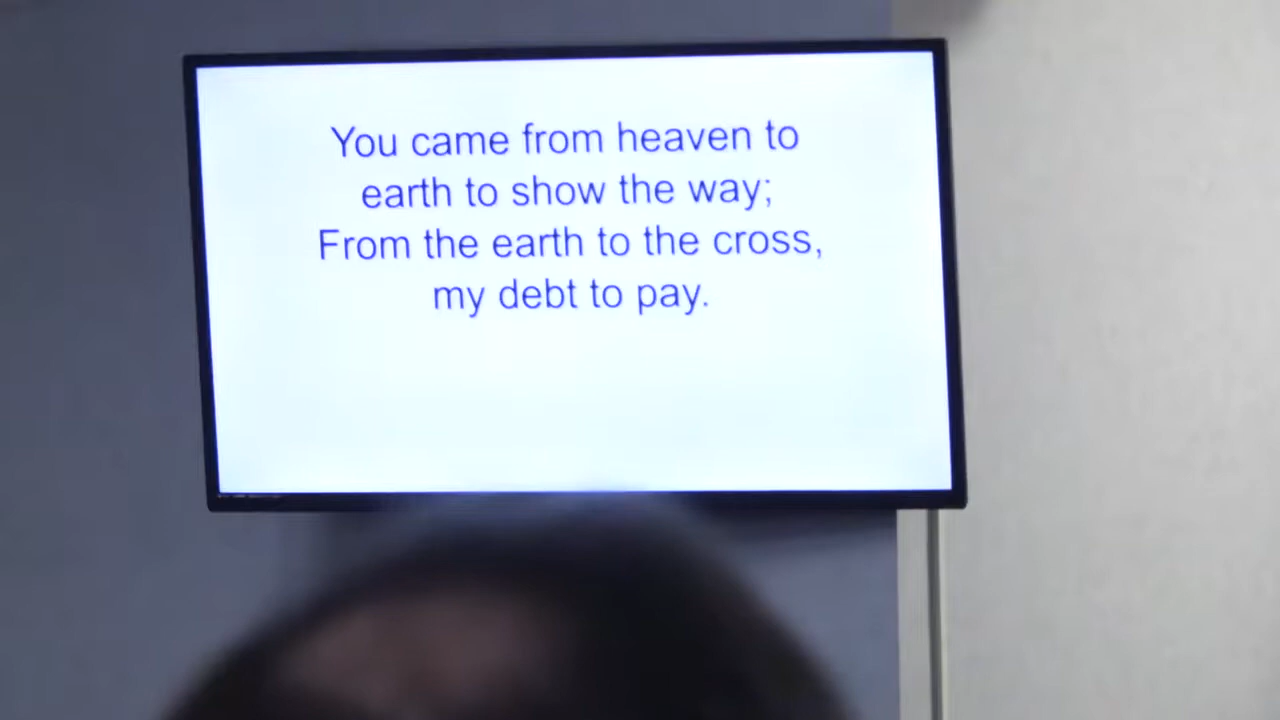 You came from heaven to
earth to show the way;
From the earth to the cross,
my debt to pay.